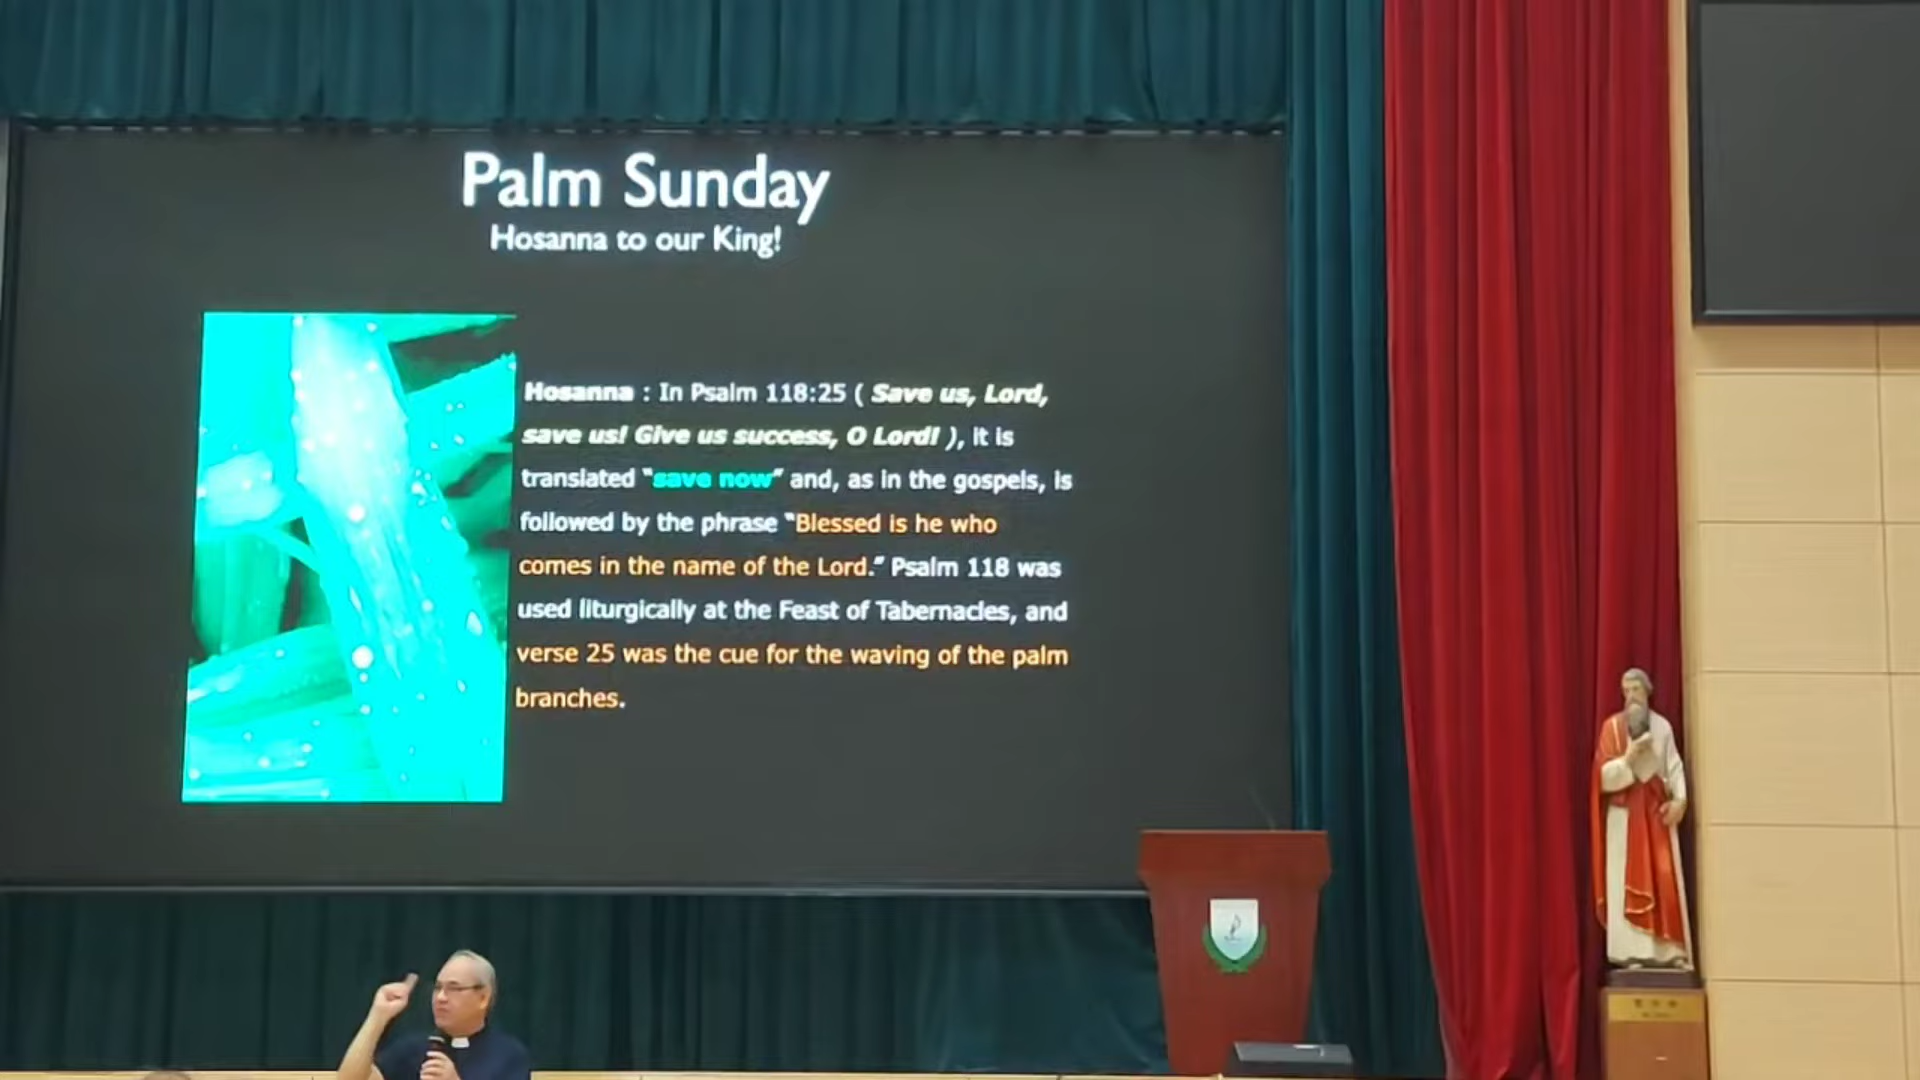 Palm Sunday
Hosanna to our King!
Hosanna : In Psalm 118:25 ( Save us, Lord,
save us! Give us success, O Lord! ), it is
translated "save now" and, as in the gospels, is
followed by the phrase "Blessed is he who
comes in the name of the Lord." Psalm 118 was
used liturgically at the Feast of Tabernacles, and
verse 25 was the cue for the waving of the palm
branches.